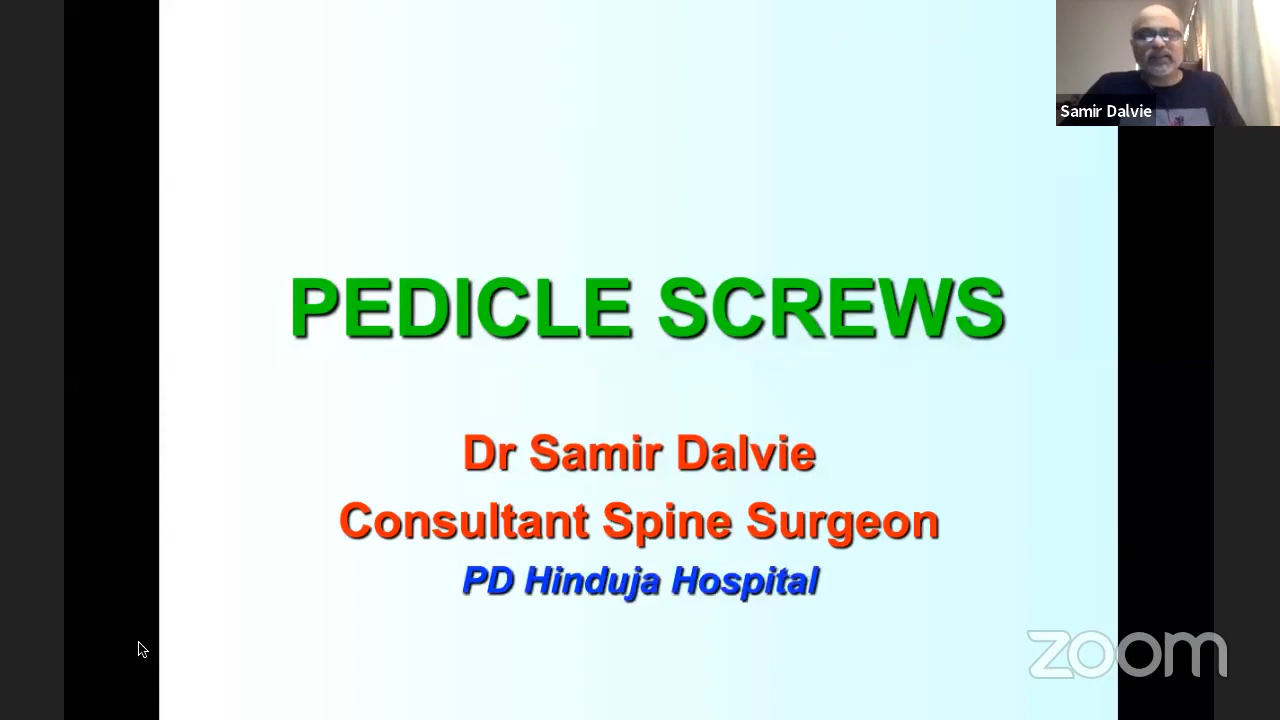 Samir Dalvie
PEDICLE SCREWS
Dr Samir Dalvie
Consultant Spine Surgeon
PD Hinduja Hospital
zoom